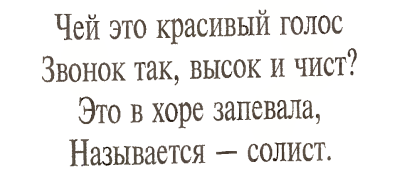 Чей это красивый голос
Звонок так, высок и чист?
Это в хоре запевала,
Называется — солист.